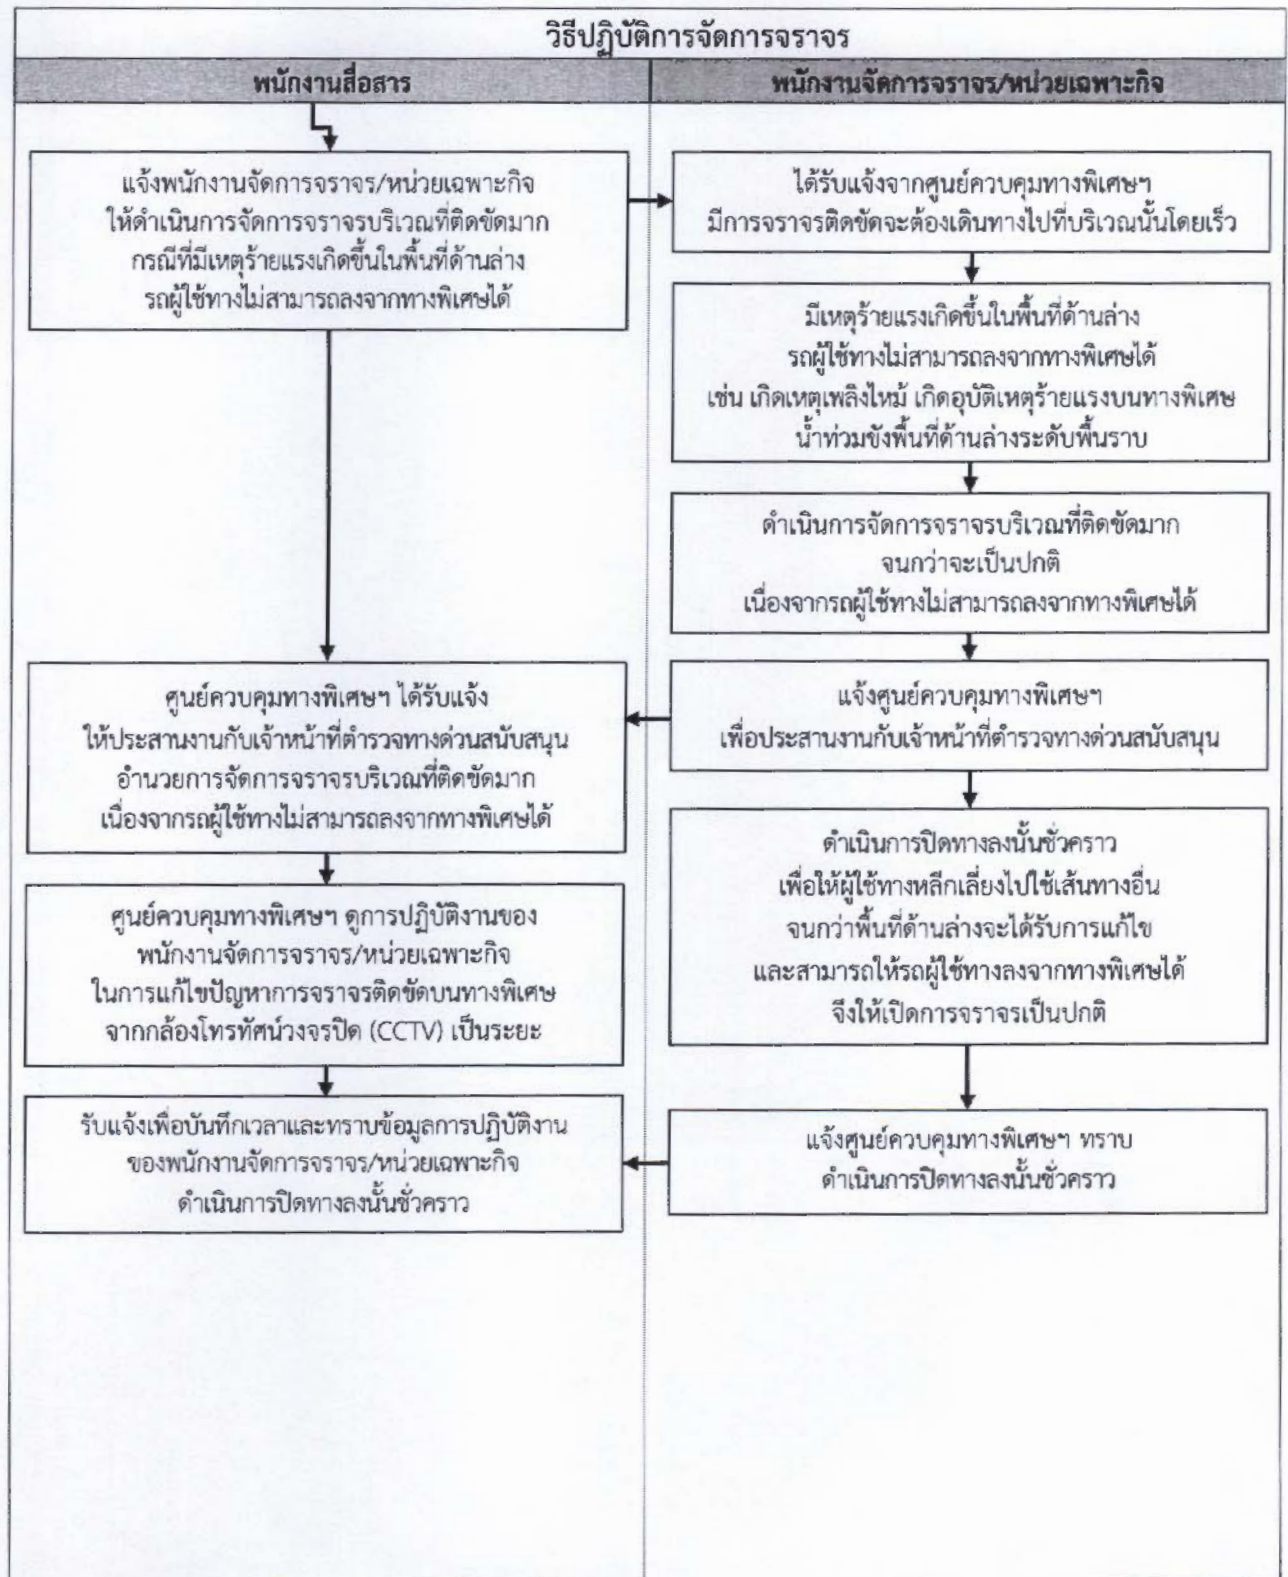 วิธีปฏิบัติการจัดการจราจร
พนักงานสื่อสาร
พนักงานจัดการจราจร/หน่วยเฉพาะกิจ
แจ้งพนักงานจัดการจราจร/หน่วยเฉพาะกิจ
ให้ดำเนินการจัดการจราจรบริเวณที่ติดขัดมาก
กรณีที่มีเหตุร้ายแรงเกิดขึ้นในพื้นที่ด้านล่าง
รถผู้ใช้ทางไม่สามารถลงจากทางพิเศษได้
ได้รับแจ้งจากศูนย์ควบคุมทางพิเศษฯ
มีการจราจรติดขัดจะต้องเดินทางไปที่บริเวณนั้นโดยเร็ว
มีเหตุร้ายแรงเกิดขึ้นในพื้นที่ด้านล่าง
รถผู้ใช้ทางไม่สามารถลงจากทางพิเศษได้
เช่น เกิดเหตุเพลิงไหม้ เกิดอุบัติเหตุร้ายแรงบนทางพิเศษ
น้ำท่วมขังพื้นที่ด้านล่างระดับพื้นราบ
ดำเนินการจัดการจราจรบริเวณที่ติดขัดมาก
จนกว่าจะเป็นปกติ
เนื่องจากรถผู้ใช้ทางไม่สามารถลงจากทางพิเศษได้
แจ้งศูนย์ควบคุมทางพิเศษฯ
เพื่อประสานงานกับเจ้าหน้าที่ตำรวจทางด่วนสนับสนุน
ศูนย์ควบคุมทางพิเศษฯ ได้รับแจ้ง
ให้ประสานงานกับเจ้าหน้าที่ตำรวจทางด่วนสนับสนุน
อำนวยการจัดการจราจรบริเวณที่ติดขัดมาก
เนื่องจากรถผู้ใช้ทางไม่สามารถลงจากทางพิเศษได้
ดำเนินการปิดทางลงนั้นชั่วคราว
เพื่อให้ผู้ใช้ทางหลีกเลี่ยงไปใช้เส้นทางอื่น
จนกว่าพื้นที่ด้านล่างจะได้รับการแก้ไข
และสามารถให้รถผู้ใช้ทางลงจากทางพิเศษได้
จึงให้เปิดการจราจรเป็นปกติ
ศูนย์ควบคุมทางพิเศษฯ ดูการปฏิบัติงานของ
พนักงานจัดการจราจร/หน่วยเฉพาะกิจ
ในการแก้ไขปัญหาการจราจรติดขัดบนทางพิเศษ
จากกล้องโทรทัศน์วงจรปิด (CCTV) เป็นระยะ
แจ้งศูนย์ควบคุมทางพิเศษฯ ทราบ
ดำเนินการปิดทางลงนั้นชั่วคราว
รับแจ้งเพื่อบันทึกเวลาและทราบข้อมูลการปฏิบัติงาน
ของพนักงานจัดการจราจร/หน่วยเฉพาะกิจ
ดำเนินการปิดทางลงนั้นชั่วคราว